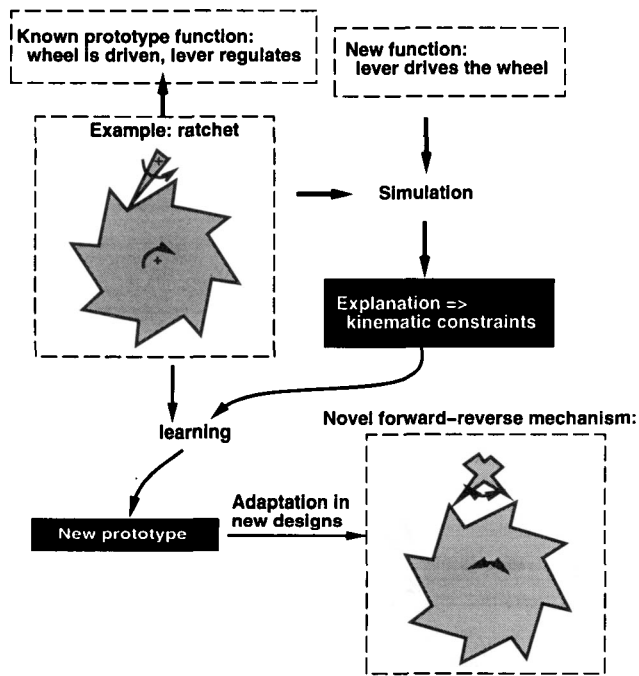 Known prototype function:
wheel is driven, lever regulates
New function:
lever drives the wheel
Example: ratchet
Simulation
Explanation =>
kinematic constraints
learning
Novel forward-reverse mechanism:
New prototype
Adaptation in
new designs